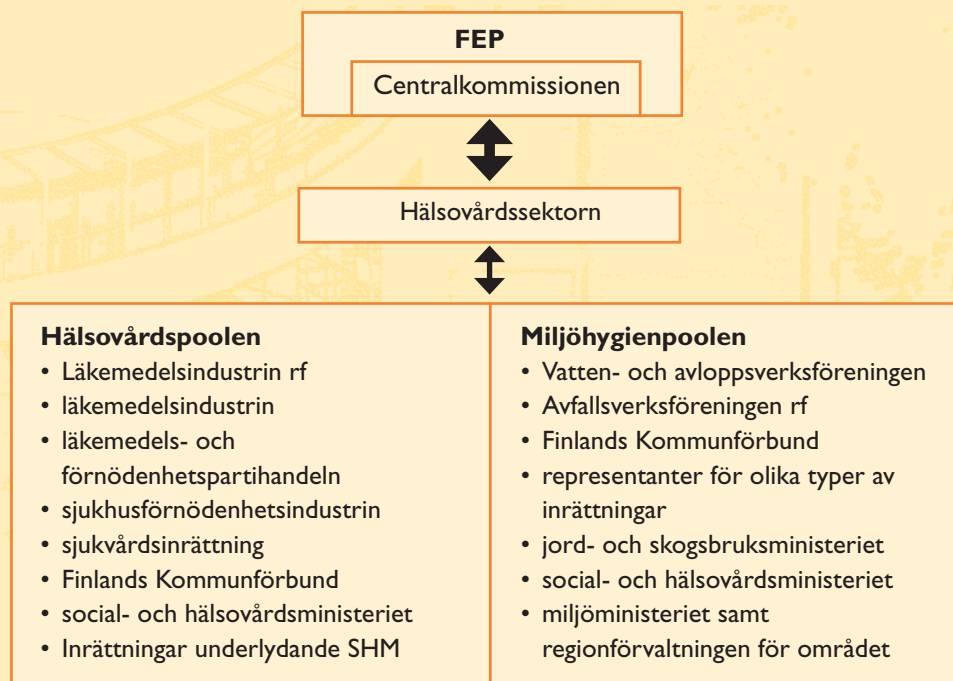 FEP
Centralkommissionen
Hälsovårdssektorn
Hälsovårdspoolen
• Läkemedelsindustrin rf
• läkemedelsindustrin
• läkemedels- och
förnödenhetspartihandeln
• sjukhusförnödenhetsindustrin
• sjukvårdsinrättning
• Finlands Kommunförbund
• social- och hälsovårdsministeriet
• Inrättningar underlydande SHM
Miljöhygienpoolen
• Vatten- och avloppsverksföreningen
• Avfallsverksföreningen rf
• Finlands Kommunförbund
• representanter för olika typer av
inrättningar
• jord- och skogsbruksministeriet
• social- och hälsovårdsministeriet
• miljöministeriet samt
regionförvaltningen för området